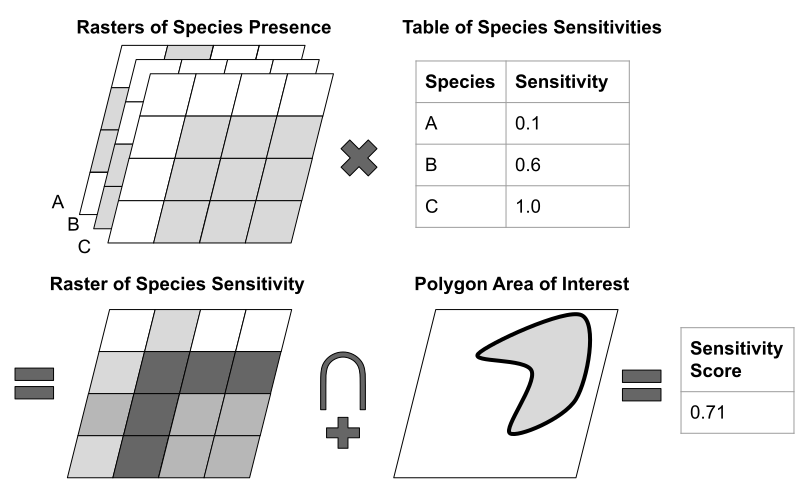 Rasters of Species Presence
Table of Species Sensitivities
Species Sensitivity
A 0.1
B 0.6
C 1.0
A
B
C
Raster of Species Sensitivity
Polygon Area of Interest
Sensitivity
Score
0.71